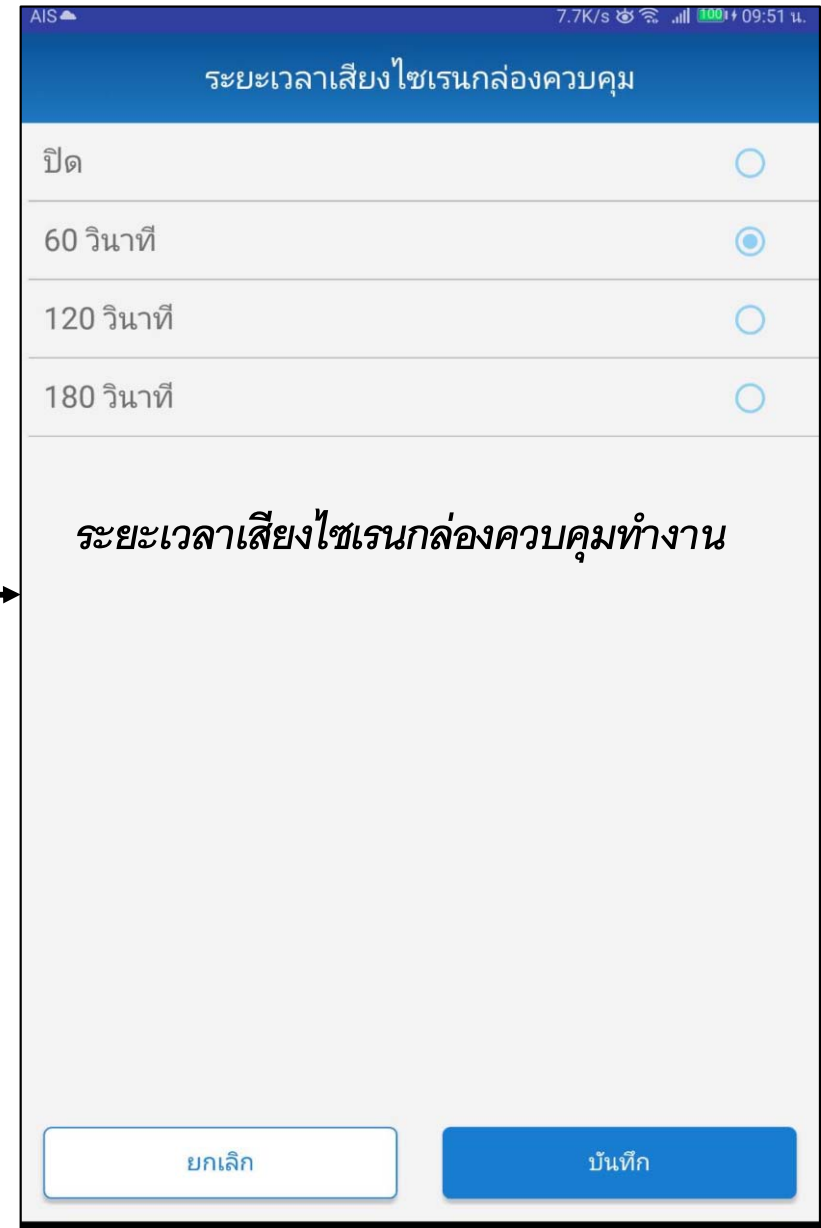 AIS 7.7K/s 100 09:51 น.
ระยะเวลาเสียงไซเรนกล่องควบคุม
ปิด
60 วินาที
120 วินาที
180 วินาที
ระยะเวลาเสียงไซเรนกล่องควบคุมทำงาน
ยกเลิก บันทึก